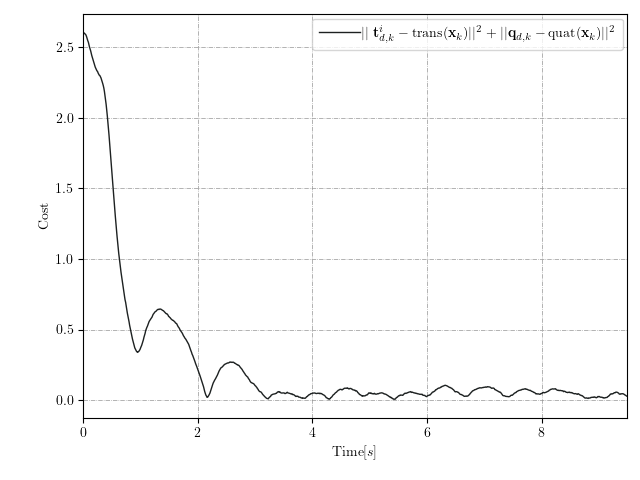 || t^i_{d,k} − trans(x_k)||^2 + ||q_{d,k} − quat(x_k)||^2
2.5
2.0
1.5
1.0
0.5
0.0
Cost
0 2 4 6 8
Time[s]